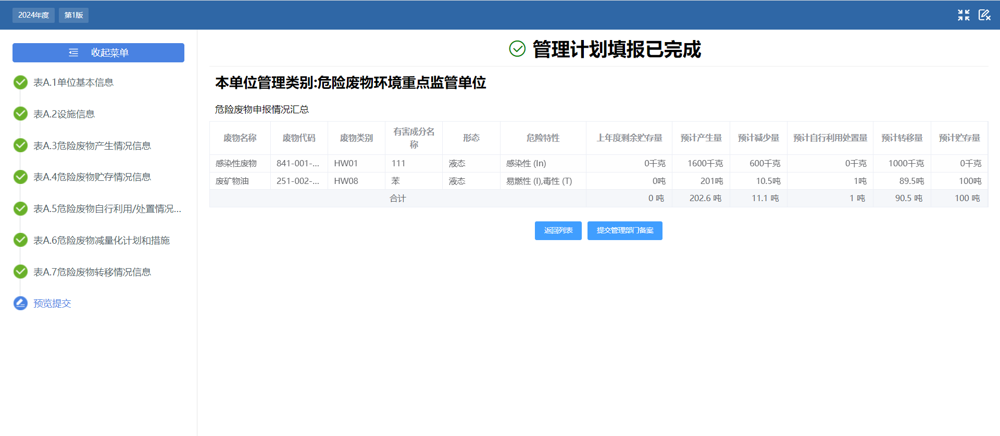 2024年度 第1版
收起菜单
表A.1单位基本信息
表A.2设施信息
表A.3危险废物产生情况信息
表A.4危险废物贮存情况信息
表A.5危险废物自行利用/处置情况...
表A.6危险废物减量化计划和措施
表A.7危险废物转移情况信息
预览提交
管理计划填报已完成
本单位管理类别:危险废物环境重点监管单位
危险废物申报情况汇总
废物名称 废物代码 废物类别 有害成分名称 形态 危险特性 上年度剩余贮存量 预计产生量 预计减少量 预计自行利用处置量 预计转移量 预计贮存量
感染性废物 841-001-... HW01 111 液态 感染性 (In) 0千克 1600千克 600千克 0千克 1000千克 0千克
废矿物油 251-002-... HW08 苯 液态 易燃性 (I),毒性 (T) 0吨 201吨 10.5吨 1吨 89.5吨 100吨
合计 0 吨 202.6 吨 11.1 吨 1 吨 90.5 吨 100 吨
返回列表 提交管理部门备案